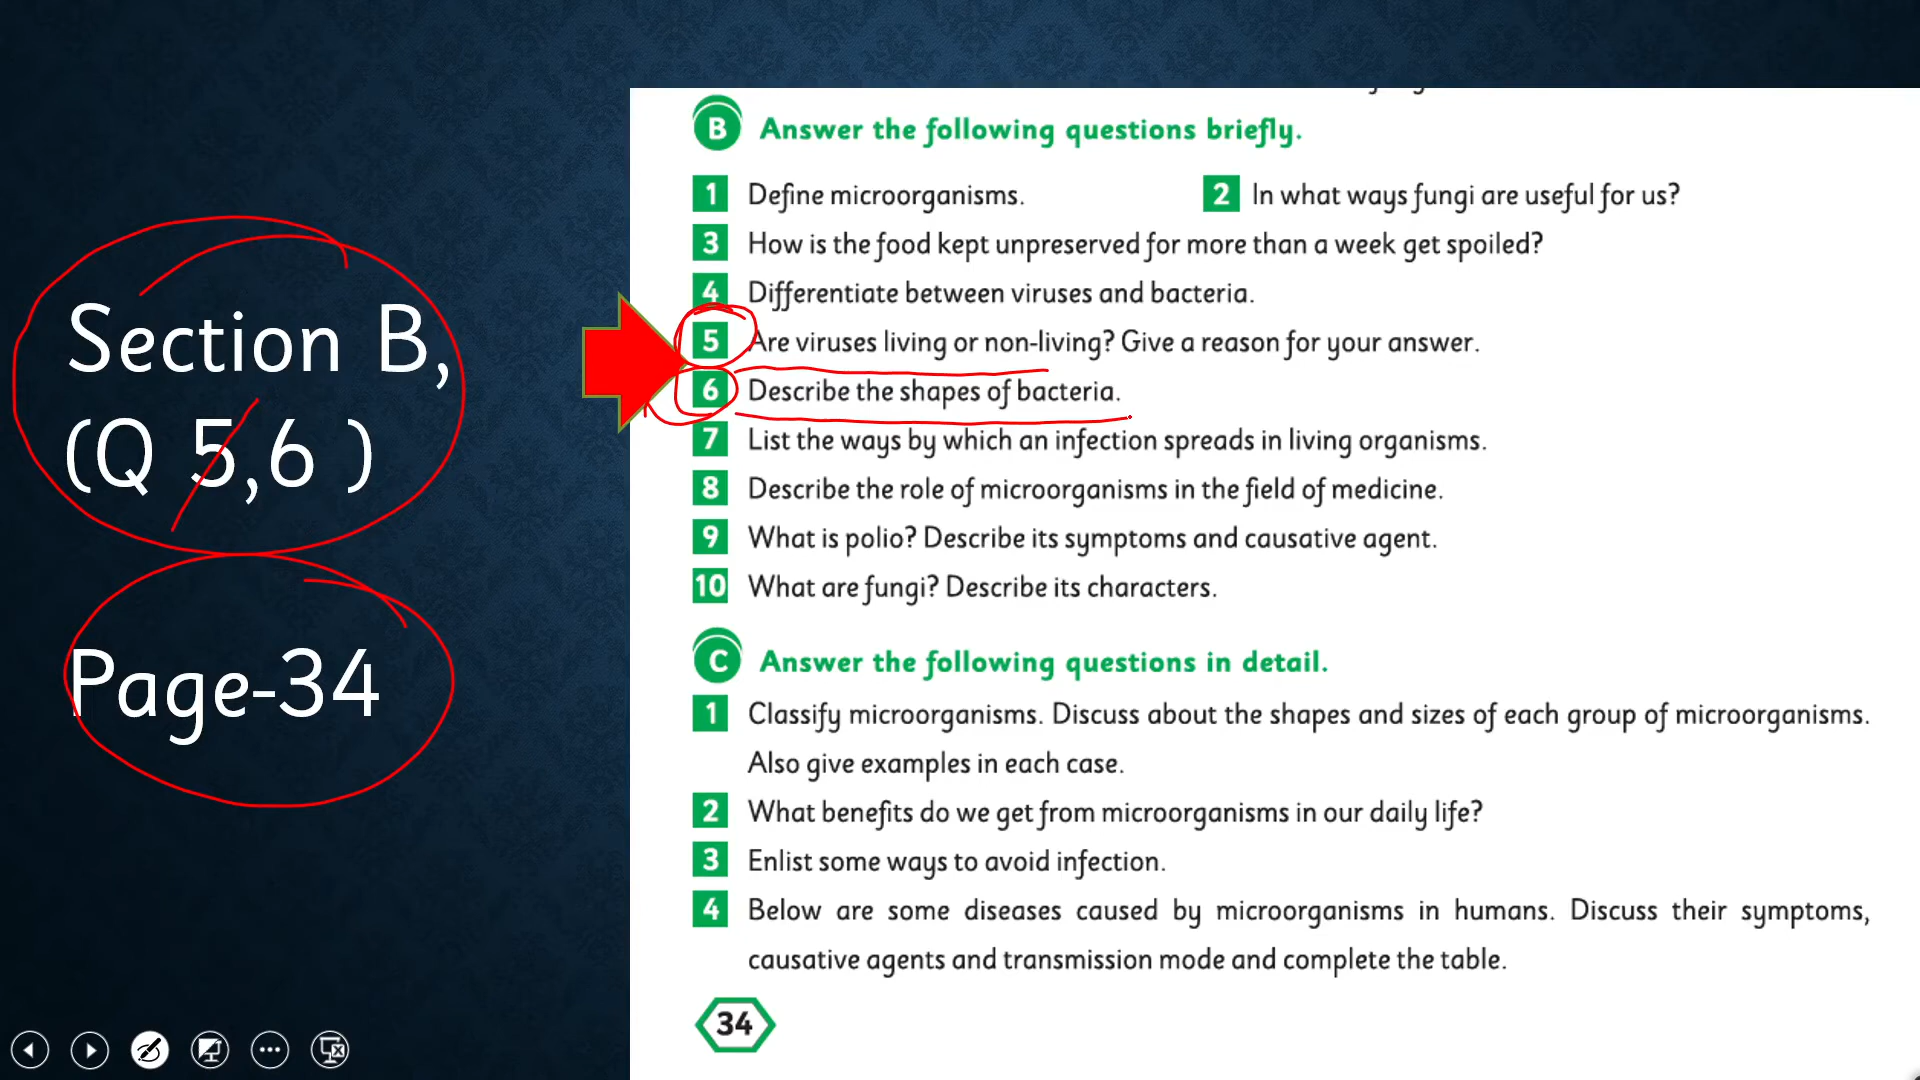 Section B,
(Q 5,6 )
Page-34
B Answer the following questions briefly.
1 Define microorganisms. 2 In what ways fungi are useful for us?
3 How is the food kept unpreserved for more than a week get spoiled?
4 Differentiate between viruses and bacteria.
5 Are viruses living or non-living? Give a reason for your answer.
6 Describe the shapes of bacteria.
7 List the ways by which an infection spreads in living organisms.
8 Describe the role of microorganisms in the field of medicine.
9 What is polio? Describe its symptoms and causative agent.
10 What are fungi? Describe its characters.
C Answer the following questions in detail.
1 Classify microorganisms. Discuss about the shapes and sizes of each group of microorganisms.
Also give examples in each case.
2 What benefits do we get from microorganisms in our daily life?
3 Enlist some ways to avoid infection.
4 Below are some diseases caused by microorganisms in humans. Discuss their symptoms,
causative agents and transmission mode and complete the table.
34